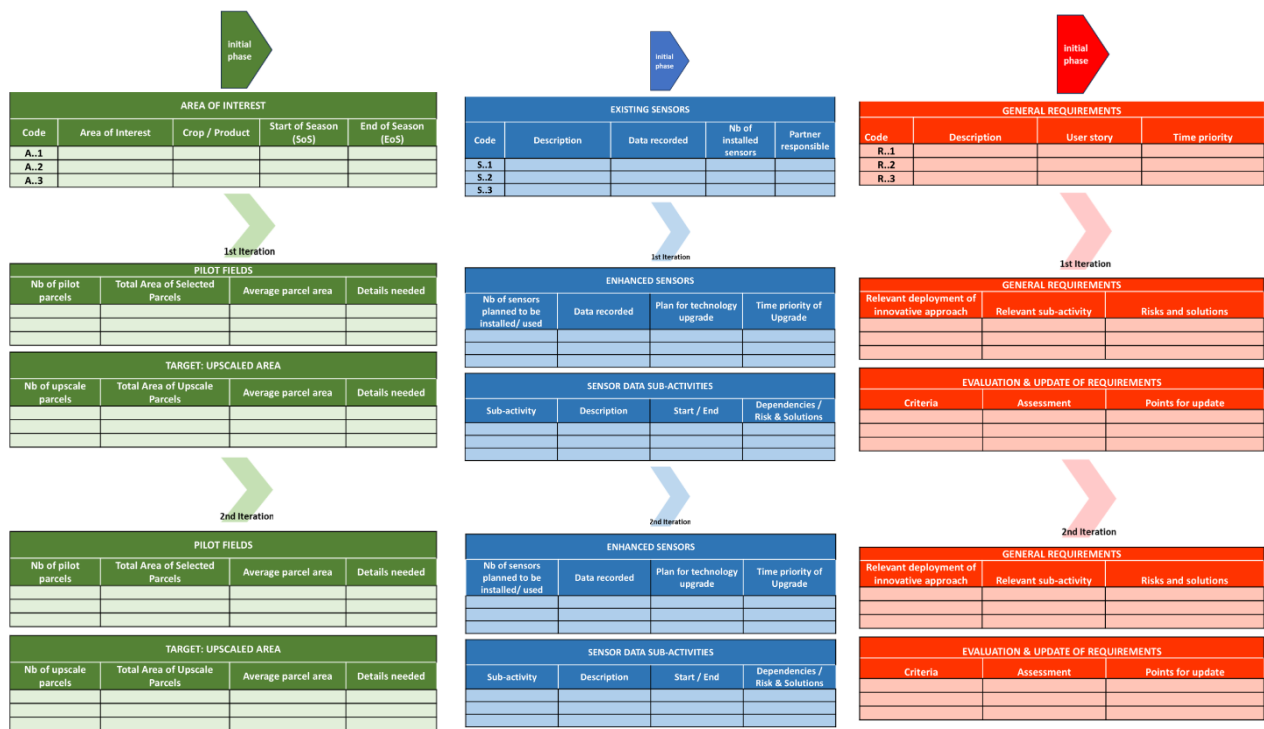 initial
phase
AREA OF INTEREST
Code
Area of Interest
Crop / Product
Start of Season
(SoS)
End of Season
(EoS)
A..1
A..2
A..3
1st Iteration
PILOT FIELDS
Nb of pilot
parcels
Total Area of Selected
Parcels
Average parcel area
Details needed
TARGET: UPSCALED AREA
Nb of upscale
parcels
Total Area of Upscale
Parcels
Average parcel area
Details needed
2nd Iteration
PILOT FIELDS
Nb of pilot
parcels
Total Area of Selected
Parcels
Average parcel area
Details needed
TARGET: UPSCALED AREA
Nb of upscale
parcels
Total Area of Upscale
Parcels
Average parcel area
Details needed
initial
phase
EXISTING SENSORS
Code
Description
Data recorded
Nb of
installed
sensors
Partner
responsible
S..1
S..2
S..3
1st Iteration
ENHANCED SENSORS
Nb of sensors
planned to be
installed/ used
Data recorded
Plan for technology
upgrade
Time priority of
Upgrade
SENSOR DATA SUB-ACTIVITIES
Sub-activity
Description
Start / End
Dependencies /
Risk & Solutions
2nd Iteration
ENHANCED SENSORS
Nb of sensors
planned to be
installed/ used
Data recorded
Plan for technology
upgrade
Time priority of
Upgrade
SENSOR DATA SUB-ACTIVITIES
Sub-activity
Description
Start / End
Dependencies /
Risk & Solutions
initial
phase
GENERAL REQUIREMENTS
Code
Description
User story
Time priority
R..1
R..2
R..3
1st Iteration
GENERAL REQUIREMENTS
Relevant deployment of
innovative approach
Relevant sub-activity
Risks and solutions
EVALUATION & UPDATE OF REQUIREMENTS
Criteria
Assessment
Points for update
2nd Iteration
GENERAL REQUIREMENTS
Relevant deployment of
innovative approach
Relevant sub-activity
Risks and solutions
EVALUATION & UPDATE OF REQUIREMENTS
Criteria
Assessment
Points for update